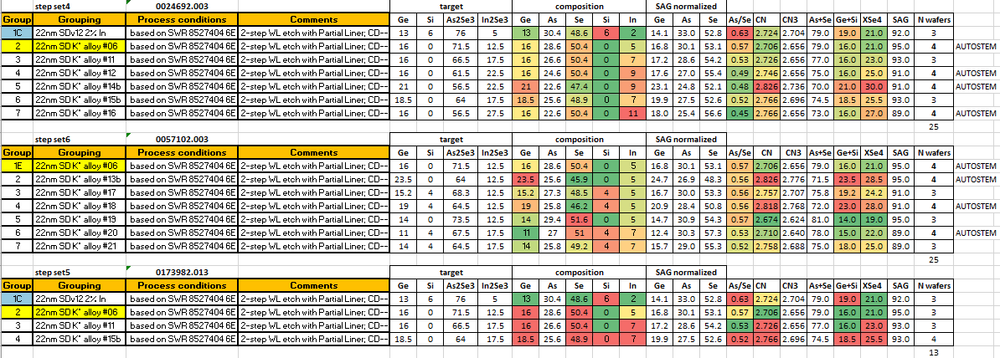 step set4 0024692.003 target composition SAG normalized
Group Grouping Process conditions Comments Ge Si As2Se3 In2Se3 Ge As Se Si In Ge As Se As/Se CN CN3 As+Se Ge+Si XSe4 SAG N wafers
1C 22nm SDv12 2% In based on SWR 8527404 6E 2-step WL etch with Partial Liner; CD-- 13 6 76 5 13 30.4 48.6 6 2 14.1 33.0 52.8 0.63 2.724 2.704 79.0 19.0 21.0 92.0 3
2 22nm SD K" alloy #06 based on SWR 8527404 6E 2-step WL etch with Partial Liner; CD-- 16 0 71.5 12.5 16 28.6 50.4 0 5 16.8 30.1 53.1 0.57 2.706 2.656 79.0 16.0 21.0 95.0 4 AUTOSTEM
3 22nm SD K" alloy #11 based on SWR 8527404 6E 2-step WL etch with Partial Liner; CD-- 16 0 66.5 17.5 16 26.6 50.4 0 7 17.2 28.6 54.2 0.53 2.726 2.656 77.0 16.0 23.0 93.0 3
4 22nm SD K" alloy #12 based on SWR 8527404 6E 2-step WL etch with Partial Liner; CD-- 16 0 61.5 22.5 16 24.6 50.4 0 9 17.6 27.0 55.4 0.49 2.746 2.656 75.0 16.0 25.0 91.0 4 AUTOSTEM
5 22nm SD K" alloy #14b based on SWR 8527404 6E 2-step WL etch with Partial Liner; CD-- 21 0 56.5 22.5 21 22.6 47.4 0 9 23.1 24.8 52.1 0.48 2.826 2.736 70.0 21.0 30.0 91.0 4 AUTOSTEM
6 22nm SD K" alloy #15b based on SWR 8527404 6E 2-step WL etch with Partial Liner; CD-- 18.5 0 64 17.5 18.5 25.6 48.9 0 7 19.9 27.5 52.6 0.52 2.766 2.696 74.5 18.5 25.5 93.0 3
7 22nm SD K" alloy #16 based on SWR 8527404 6E 2-step WL etch with Partial Liner; CD-- 16 0 56.5 27.5 16 22.6 50.4 0 11 18.0 25.4 56.6 0.45 2.766 2.656 73.0 16.0 27.0 89.0 4 AUTOSTEM
25
step set6 0057102.003 target composition SAG normalized
Group Grouping Process conditions Comments Ge Si As2Se3 In2Se3 Ge As Se Si In Ge As Se As/Se CN CN3 As+Se Ge+Si XSe4 SAG N wafers
1E 22nm SD K" alloy #06 based on SWR 8527404 6E 2-step WL etch with Partial Liner; CD-- 16 0 71.5 12.5 16 28.6 50.4 0 5 16.8 30.1 53.1 0.57 2.706 2.656 79.0 16.0 21.0 95.0 4 AUTOSTEM
2 22nm SD K" alloy #13b based on SWR 8527404 6E 2-step WL etch with Partial Liner; CD-- 23.5 0 64 12.5 23.5 25.6 45.9 0 5 24.7 26.9 48.3 0.56 2.826 2.776 71.5 23.5 28.5 95.0 4 AUTOSTEM
3 22nm SD K" alloy #17 based on SWR 8527404 6E 2-step WL etch with Partial Liner; CD-- 15.2 4 68.3 12.5 15.2 27.3 48.5 4 5 16.7 30.0 53.3 0.56 2.757 2.707 75.8 19.2 24.2 91.0 3
4 22nm SD K" alloy #18 based on SWR 8527404 6E 2-step WL etch with Partial Liner; CD-- 19 4 64.5 12.5 19 25.8 46.2 4 5 20.9 28.4 50.8 0.56 2.818 2.768 72.0 23.0 28.0 91.0 4 AUTOSTEM
5 22nm SD K" alloy #19 based on SWR 8527404 6E 2-step WL etch with Partial Liner; CD-- 14 0 73.5 12.5 14 29.4 51.6 0 5 14.7 30.9 54.3 0.57 2.674 2.624 81.0 14.0 19.0 95.0 3
6 22nm SD K" alloy #20 based on SWR 8527404 6E 2-step WL etch with Partial Liner; CD-- 11 4 67.5 17.5 11 27 51 4 7 12.4 30.3 57.3 0.53 2.710 2.640 78.0 15.0 22.0 89.0 4 AUTOSTEM
7 22nm SD K" alloy #21 based on SWR 8527404 6E 2-step WL etch with Partial Liner; CD-- 14 4 64.5 17.5 14 25.8 49.2 4 7 15.7 29.0 55.3 0.52 2.758 2.688 75.0 18.0 25.0 89.0 3
25
step set5 0173982.013 target composition SAG normalized
Group Grouping Process conditions Comments Ge Si As2Se3 In2Se3 Ge As Se Si In Ge As Se As/Se CN CN3 As+Se Ge+Si XSe4 SAG N wafers
1C 22nm SDv12 2% In based on SWR 8527404 6E 2-step WL etch with Partial Liner; CD-- 13 6 76 5 13 30.4 48.6 6 2 14.1 33.0 52.8 0.63 2.724 2.704 79.0 19.0 21.0 92.0 3
2 22nm SD K" alloy #06 based on SWR 8527404 6E 2-step WL etch with Partial Liner; CD-- 16 0 71.5 12.5 16 28.6 50.4 0 5 16.8 30.1 53.1 0.57 2.706 2.656 79.0 16.0 21.0 95.0 3
3 22nm SD K" alloy #11 based on SWR 8527404 6E 2-step WL etch with Partial Liner; CD-- 16 0 66.5 17.5 16 26.6 50.4 0 7 17.2 28.6 54.2 0.53 2.726 2.656 77.0 16.0 23.0 93.0 3
4 22nm SD K" alloy #15b based on SWR 8527404 6E 2-step WL etch with Partial Liner; CD-- 18.5 0 64 17.5 18.5 25.6 48.9 0 7 19.9 27.5 52.6 0.52 2.766 2.696 74.5 18.5 25.5 93.0 4
13